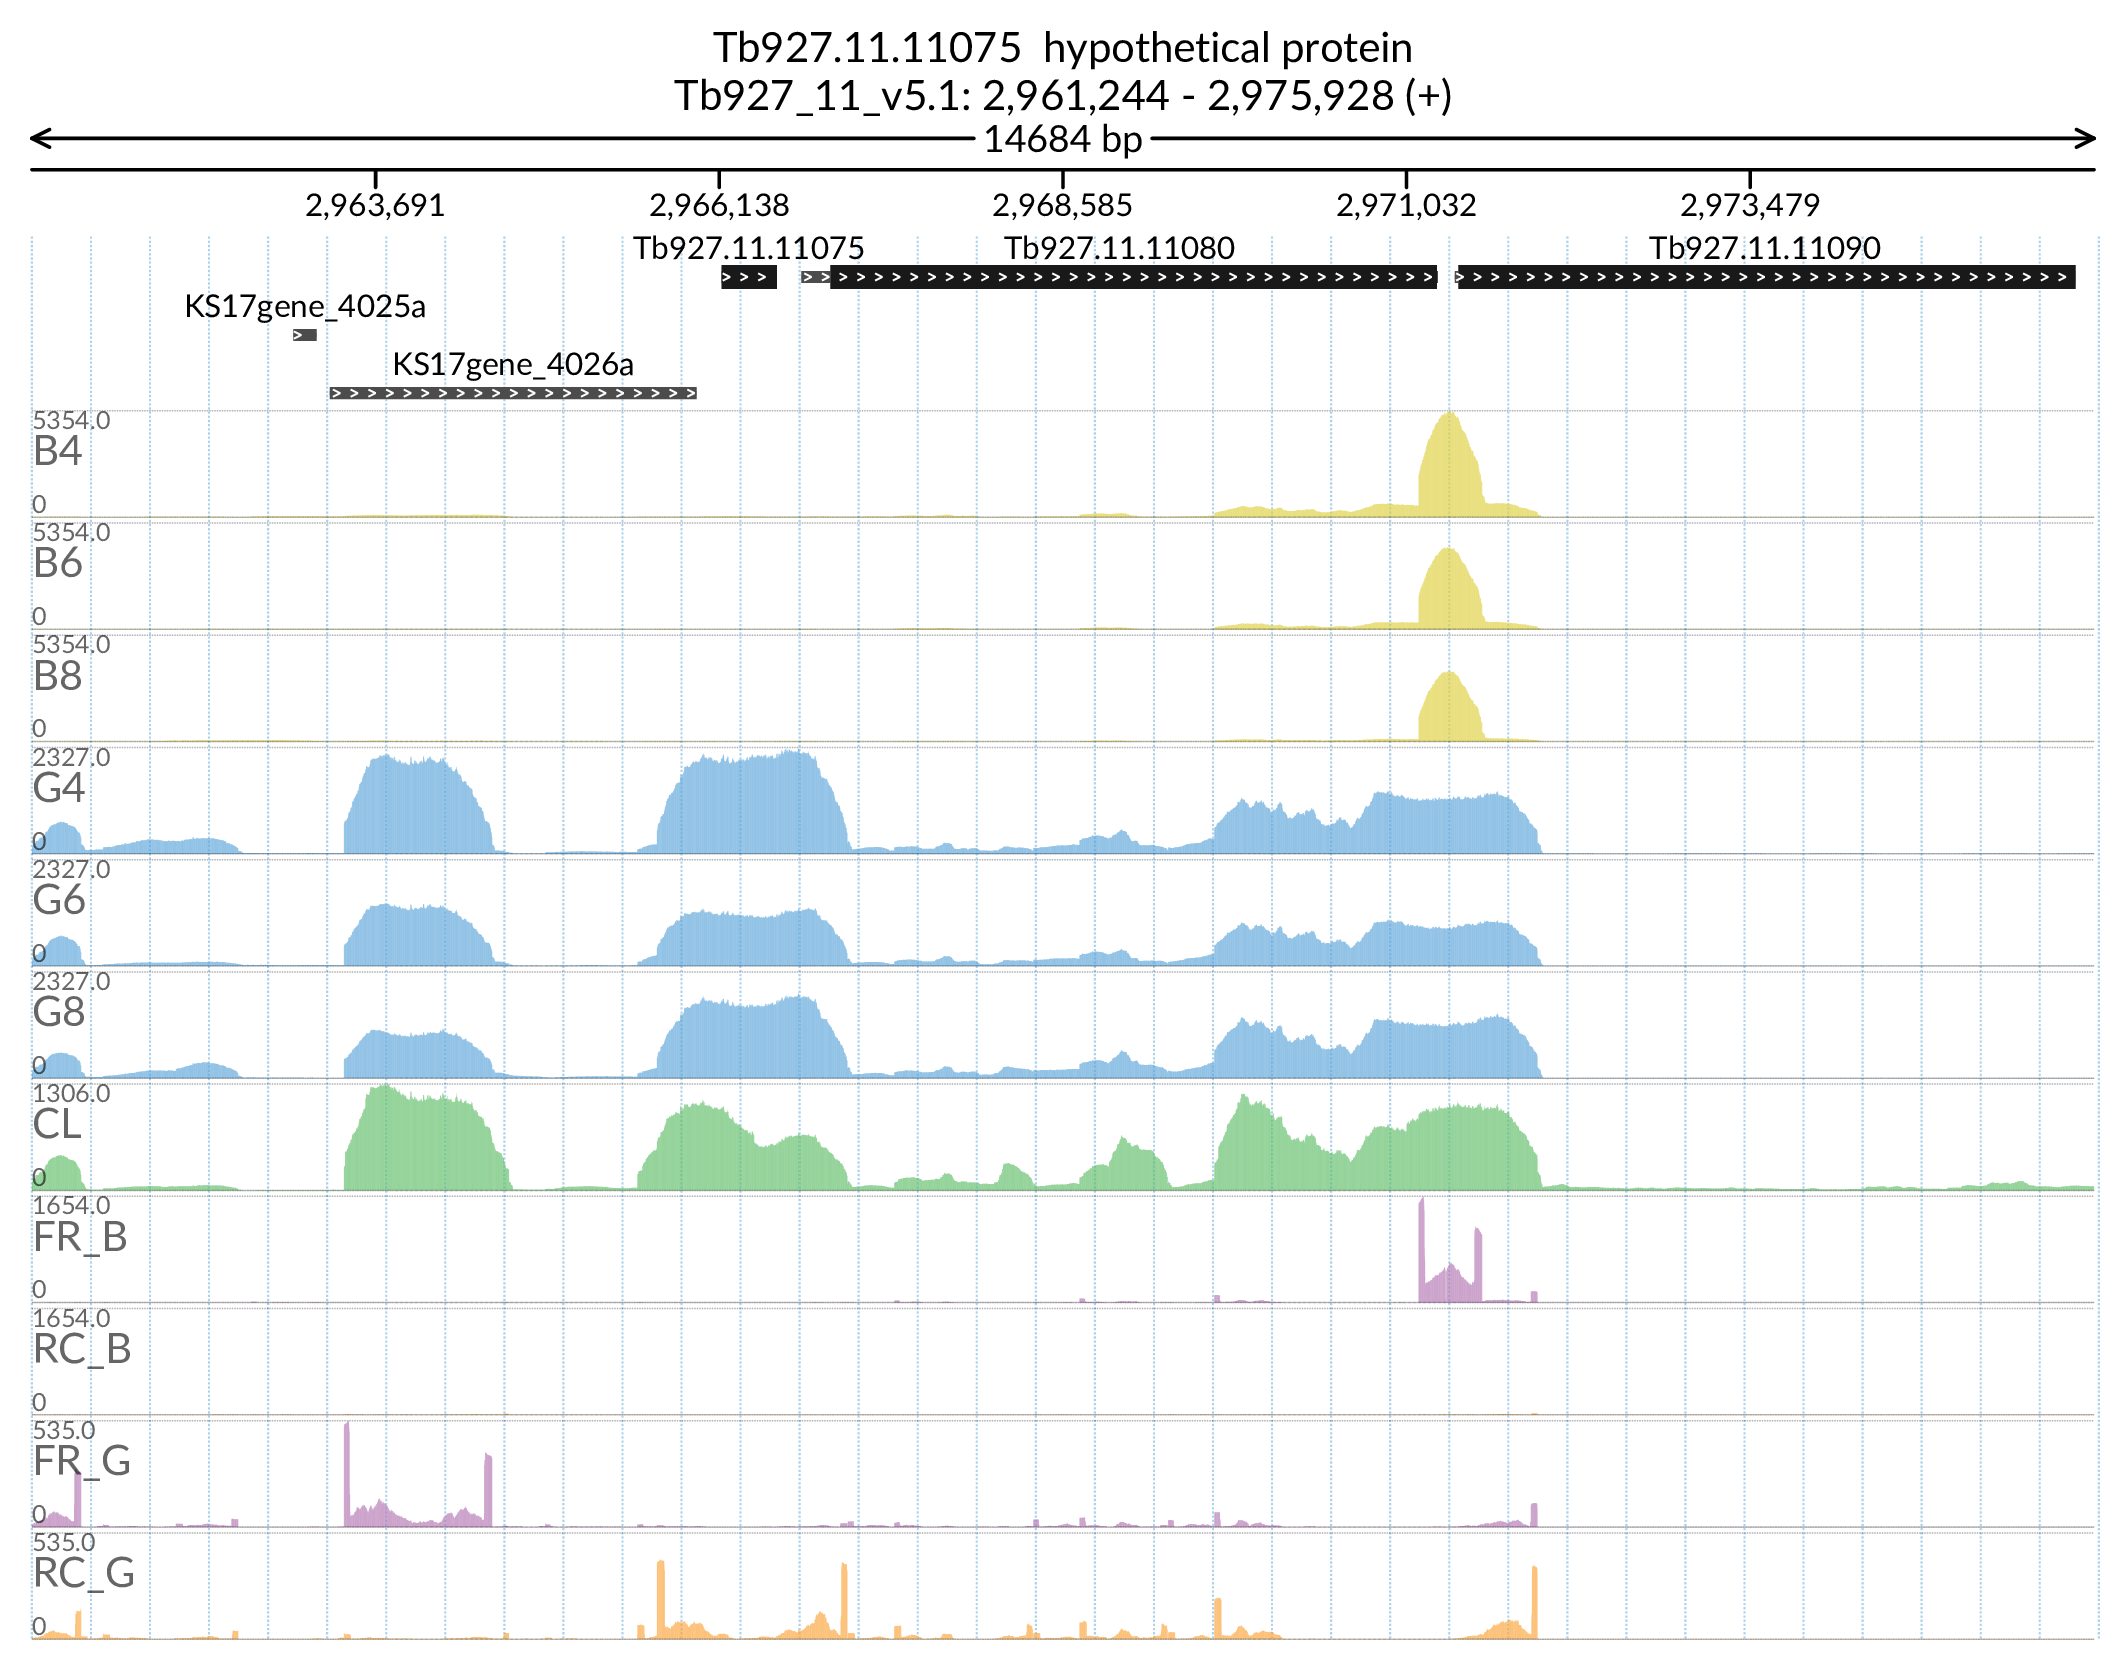 Tb927.11.11075  hypothetical protein
Tb927_11_v5.1: 2,961,244 - 2,975,928 (+)
14684 bp
2,963,691 2,966,138 2,968,585 2,971,032 2,973,479
Tb927.11.11075 Tb927.11.11080 Tb927.11.11090
KS17gene_4025a
KS17gene_4026a
5354.0
B4
0
5354.0
B6
0
5354.0
B8
0
2327.0
G4
0
2327.0
G6
0
2327.0
G8
0
1306.0
CL
0
1654.0
FR_B
0
1654.0
RC_B
0
535.0
FR_G
0
535.0
RC_G
0